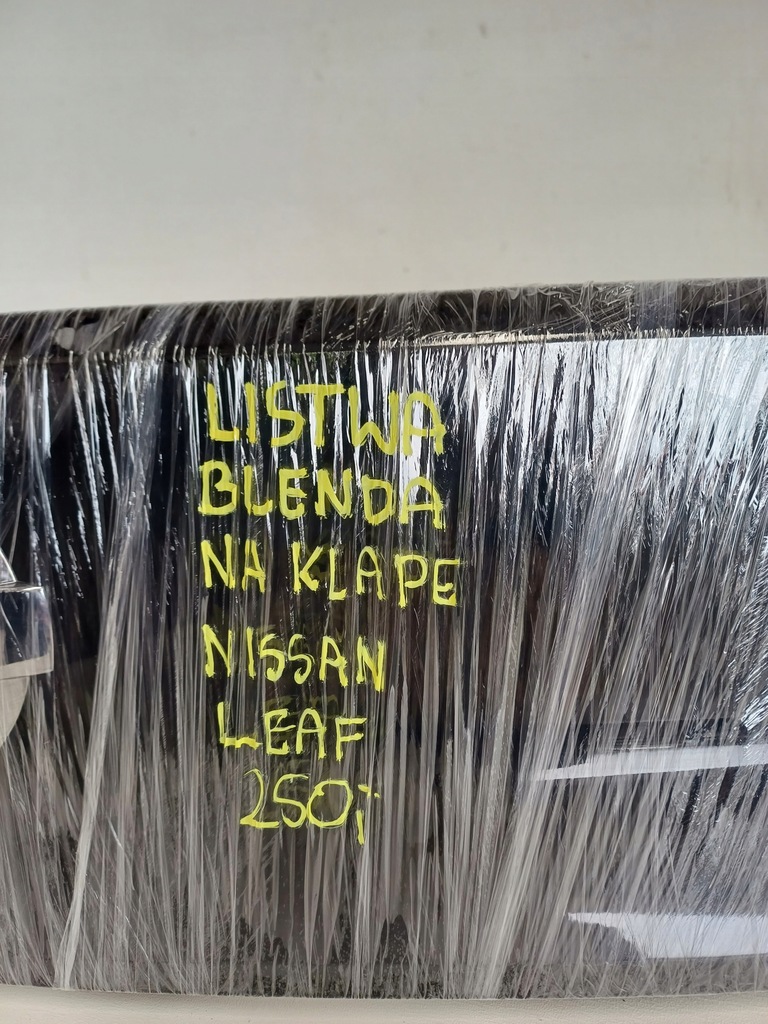 LISTWA
BLENDA
NA KLAPE
NISSAN
LEAF
250